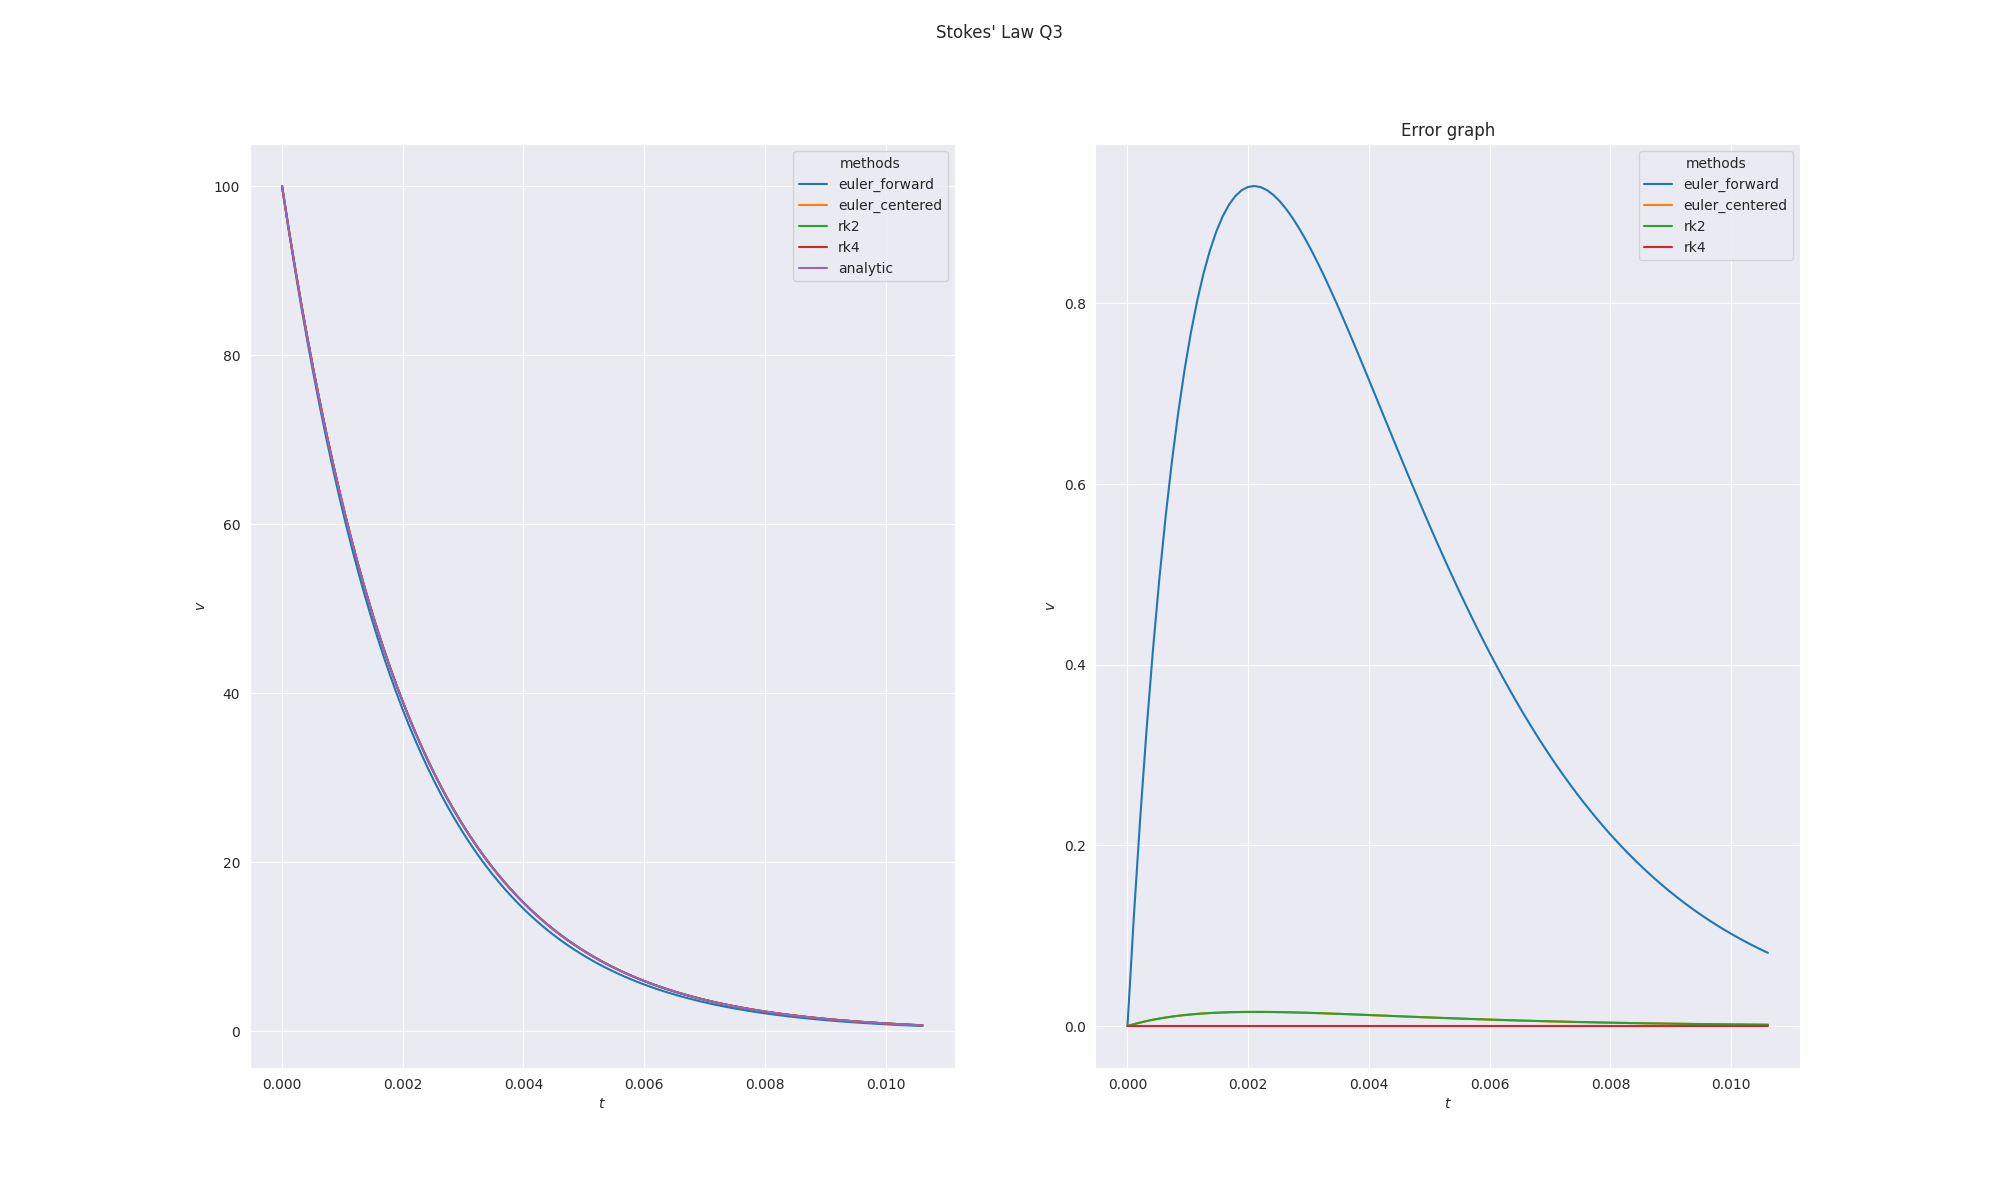 Stokes' Law Q3
methods
euler_forward
euler_centered
rk2
rk4
analytic
100
80
60
40
20
0
v
0.000 0.002 0.004 0.006 0.008 0.010
t
Error graph
methods
euler_forward
euler_centered
rk2
rk4
0.8
0.6
0.4
0.2
0.0
v
0.000 0.002 0.004 0.006 0.008 0.010
t